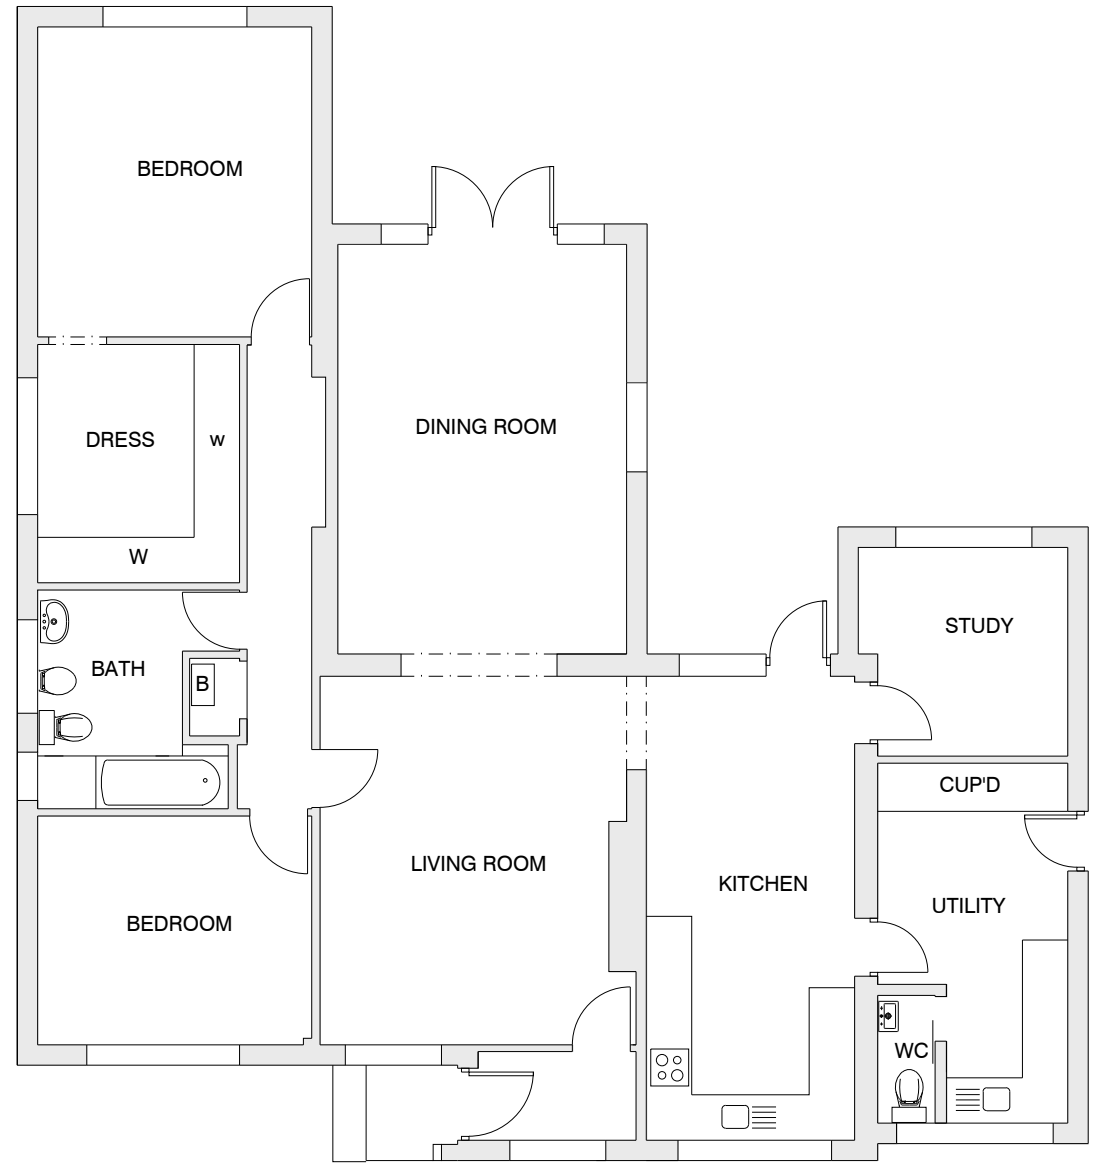 BEDROOM
DINING ROOM
DRESS
w
W
STUDY
BATH
B
CUP'D
LIVING ROOM
KITCHEN
UTILITY
BEDROOM
WC